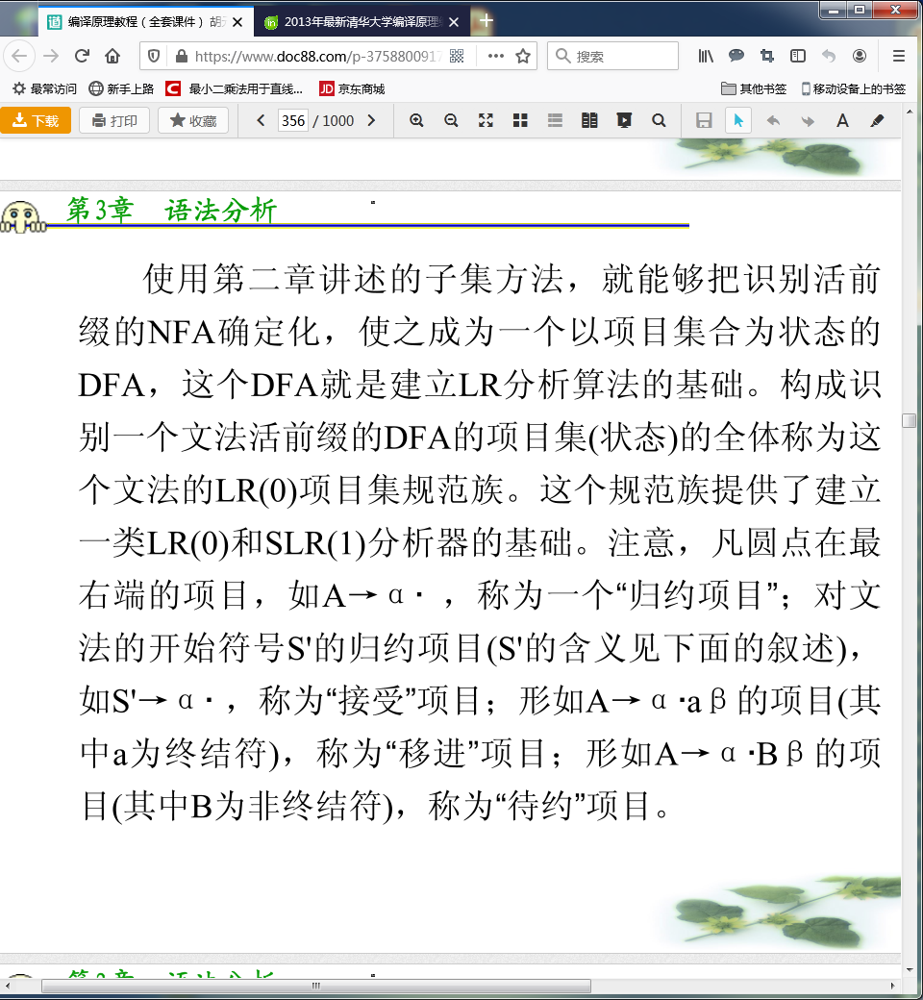 编译原理教程（全套课件）胡
2013年最新清华大学编译原理
https://www.doc88.com/p-3758800917
搜索
最常访问 新手上路 最小二乘法用于直线... 京东商城 其他书签 移动设备上的书签
下载 打印 收藏 356 / 1000
第3章 语法分析
使用第二章讲述的子集方法，就能够把识别活前
缀的NFA确定化，使之成为一个以项目集合为状态的
DFA，这个DFA就是建立LR分析算法的基础。构成识
别一个文法活前缀的DFA的项目集(状态)的全体称为这
个文法的LR(0)项目集规范族。这个规范族提供了建立
一类LR(0)和SLR(1)分析器的基础。注意，凡圆点在最
右端的项目，如A→α· ，称为一个“归约项目”；对文
法的开始符号S'的归约项目(S'的含义见下面的叙述)，
如S'→α· ，称为“接受”项目；形如A→α·aβ的项目(其
中a为终结符)，称为“移进”项目；形如A→α·Bβ的项
目(其中B为非终结符)，称为“待约”项目。